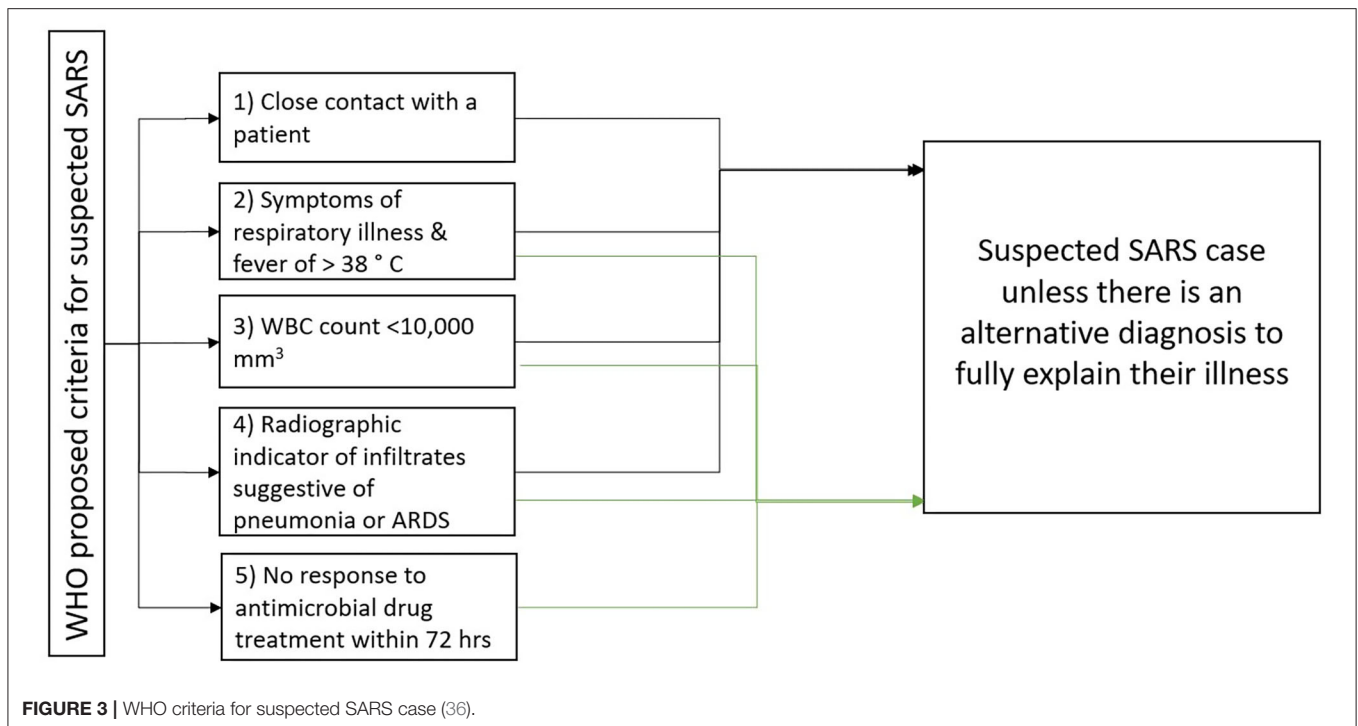 WHO proposed criteria for suspected SARS
1) Close contact with a
patient
2) Symptoms of
respiratory illness &
fever of > 38 ° C
3) WBC count <10,000
mm³
4) Radiographic
indicator of infiltrates
suggestive of
pneumonia or ARDS
5) No response to
antimicrobial drug
treatment within 72 hrs
Suspected SARS case
unless there is an
alternative diagnosis to
fully explain their illness
FIGURE 3 | WHO criteria for suspected SARS case (36).